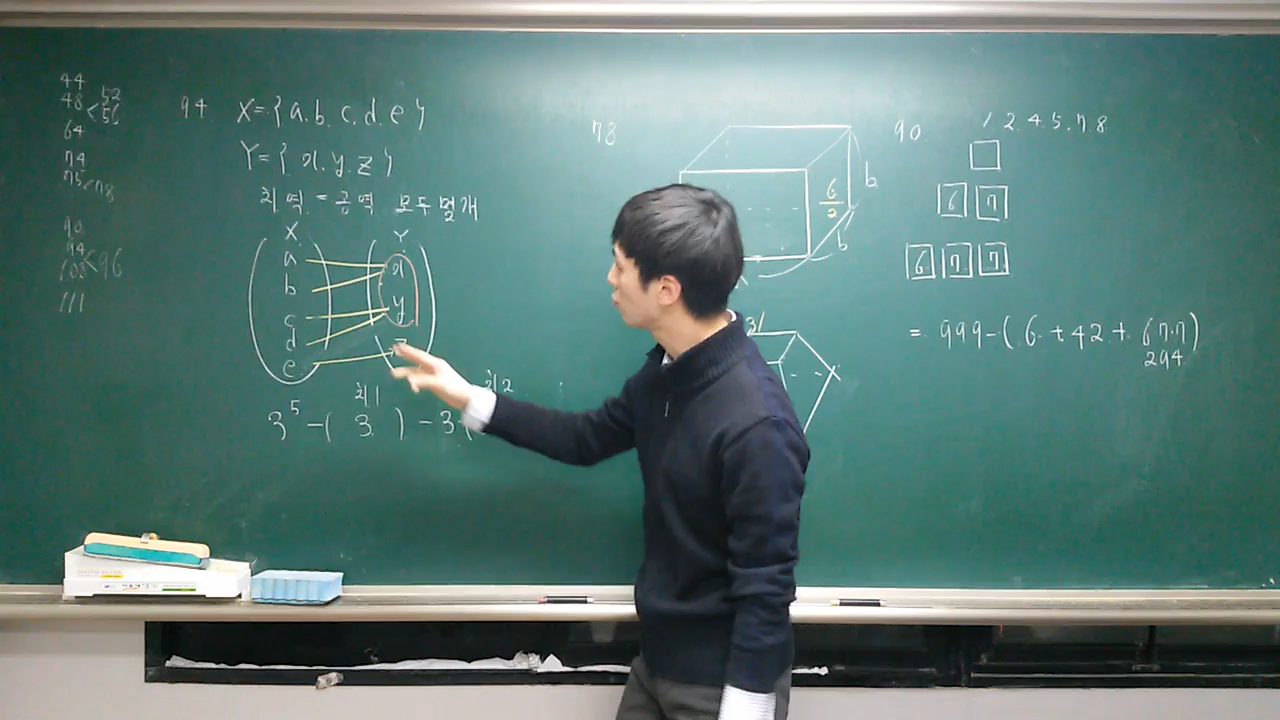 44
48 < 52
56
64
74
75 < 78
90
94 < 96
108
111
94 X = { a. b. c. d. e }
Y = { x. y. z }
치역 = 공역 모두 몇 개
X Y
a x
b y
c
d
e
치1 치2
3⁵ - ( 3. ) - 3 (
78
6/2
b
b
31
90. 1 2. 4. 5. 7. 8
6 7
6 7 7
= 999 - ( 6 + 42 + 6·7·7 )
294